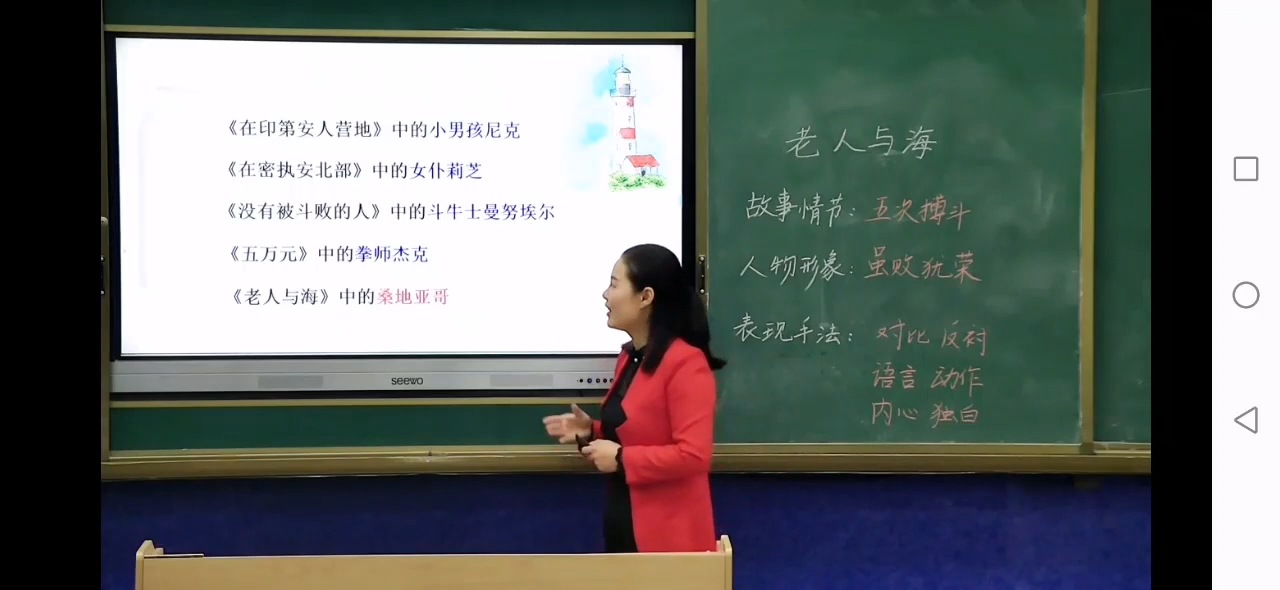 《在印第安人营地》中的小男孩尼克
《在密执安北部》中的女仆莉芝
《没有被斗败的人》中的斗牛士曼努埃尔
《五万元》中的拳师杰克
《老人与海》中的桑地亚哥
seewo
老人与海
故事情节：五次搏斗
人物形象：虽败犹荣
表现手法：对比 反衬
语言 动作
内心 独白